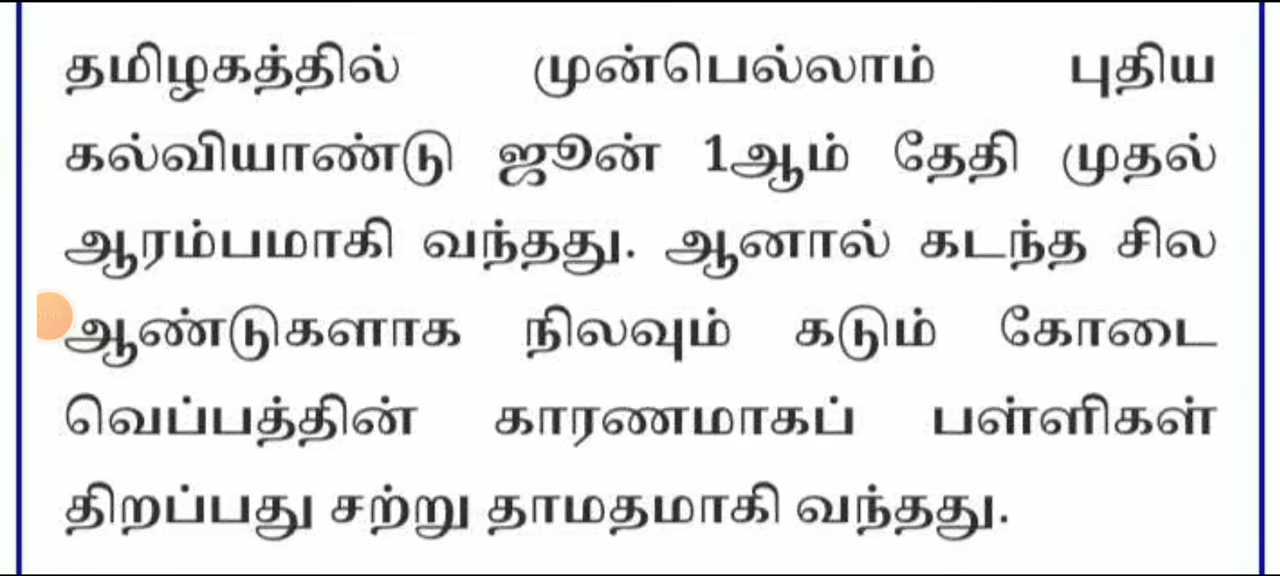 தமிழகத்தில் முன்பெல்லாம் புதிய
கல்வியாண்டு ஜூன் 1ஆம் தேதி முதல்
ஆரம்பமாகி வந்தது. ஆனால் கடந்த சில
ஆண்டுகளாக நிலவும் கடும் கோடை
வெப்பத்தின் காரணமாகப் பள்ளிகள்
திறப்பது சற்று தாமதமாகி வந்தது.